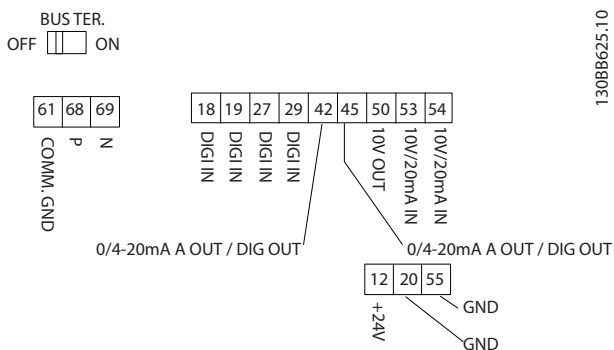 BUS TER.
OFF ON
130BB625.10
61 68 69
COMM. GND
P
N
18 19 27 29 42 45 50 53 54
DIGI IN
DIGI IN
DIGI IN
DIGI IN
10V OUT
10V/20mA IN
10V/20mA IN
0/4-20mA A OUT / DIG OUT
0/4-20mA A OUT / DIG OUT
12 20 55
+24V
GND
GND